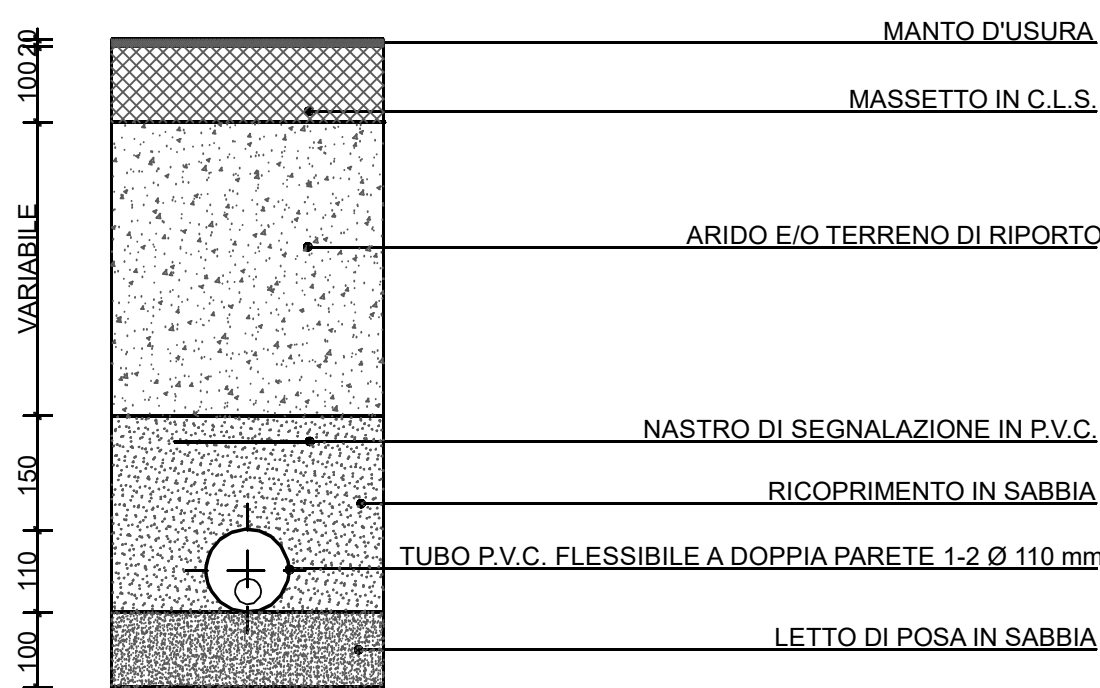 20
MANTO D'USURA
100
MASSETTO IN C.L.S.
VARIABILE
ARIDO E/O TERRENO DI RIPORTO
NASTRO DI SEGNALAZIONE IN P.V.C.
150
RICOPRIMENTO IN SABBIA
110
TUBO P.V.C. FLESSIBILE A DOPPIA PARETE 1-2 Ø 110 mm
100
LETTO DI POSA IN SABBIA